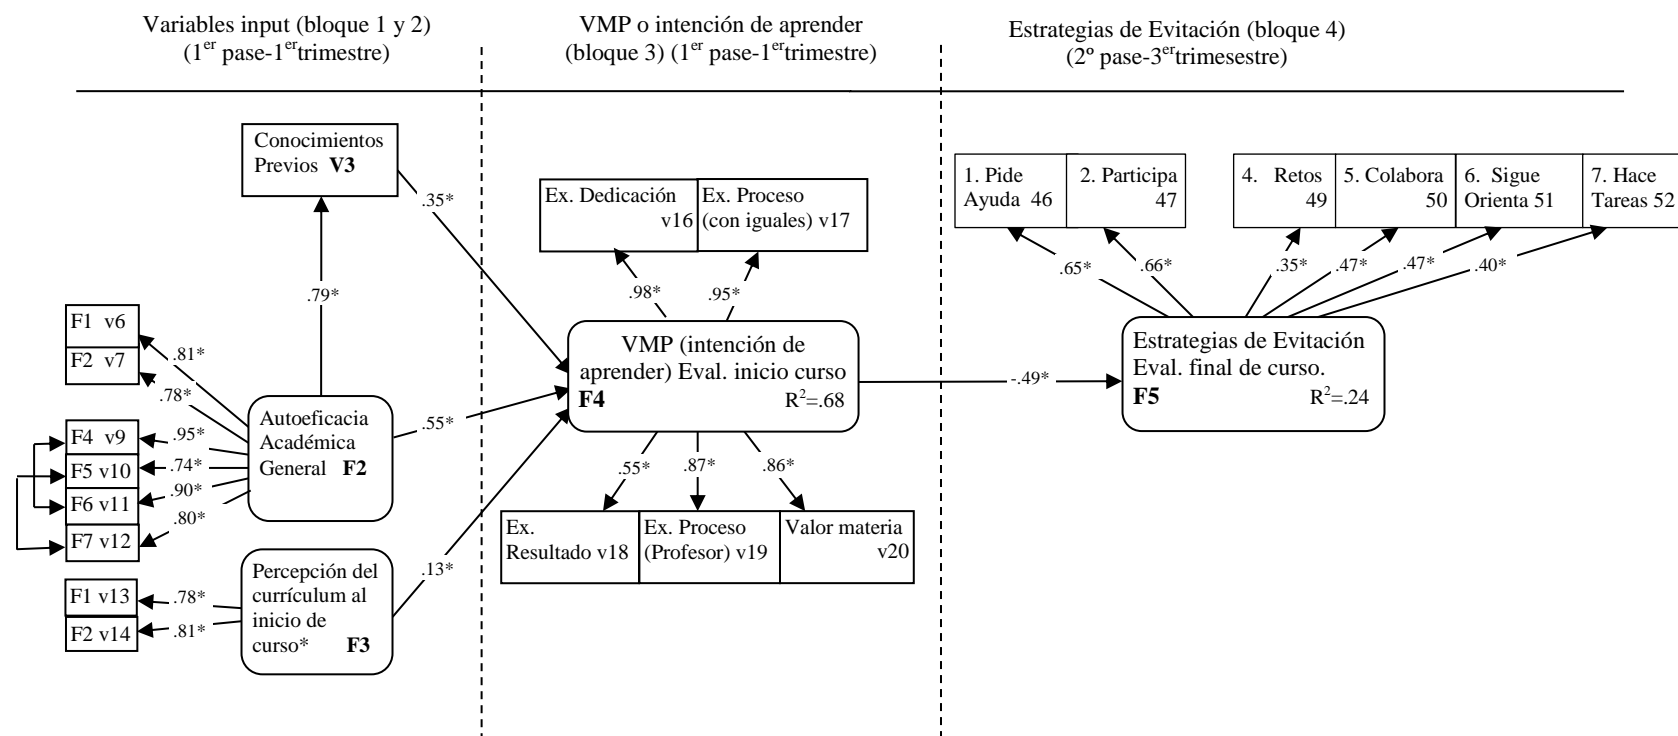 Variables input (bloque 1 y 2)
(1er pase-1ertrimestre)
VMP o intención de aprender
(bloque 3) (1er pase-1ertrimestre)
Estrategias de Evitación (bloque 4)
(2º pase-3ertrimesestre)
Conocimientos
Previos V3
.35*
.79*
F1 v6
F2 v7
F4 v9
F5 v10
F6 v11
F7 v12
.81*
.78*
.95*
.74*
.90*
.80*
Autoeficacia
Académica
General F2
.55*
F1 v13
F2 v14
.78*
.81*
Percepción del
currículum al
inicio de
curso* F3
.13*
Ex. Dedicación
v16
Ex. Proceso
(con iguales) v17
.98*
.95*
VMP (intención de
aprender) Eval. inicio curso
F4 R2=.68
.55*
.87*
.86*
Ex.
Resultado v18
Ex. Proceso
(Profesor) v19
Valor materia
v20
-.49*
1. Pide
Ayuda 46
2. Participa
47
4. Retos
49
5. Colabora
50
6. Sigue
Orienta 51
7. Hace
Tareas 52
.65*
.66*
.35*
.47*
.47*
.40*
Estrategias de Evitación
Eval. final de curso.
F5 R2=.24